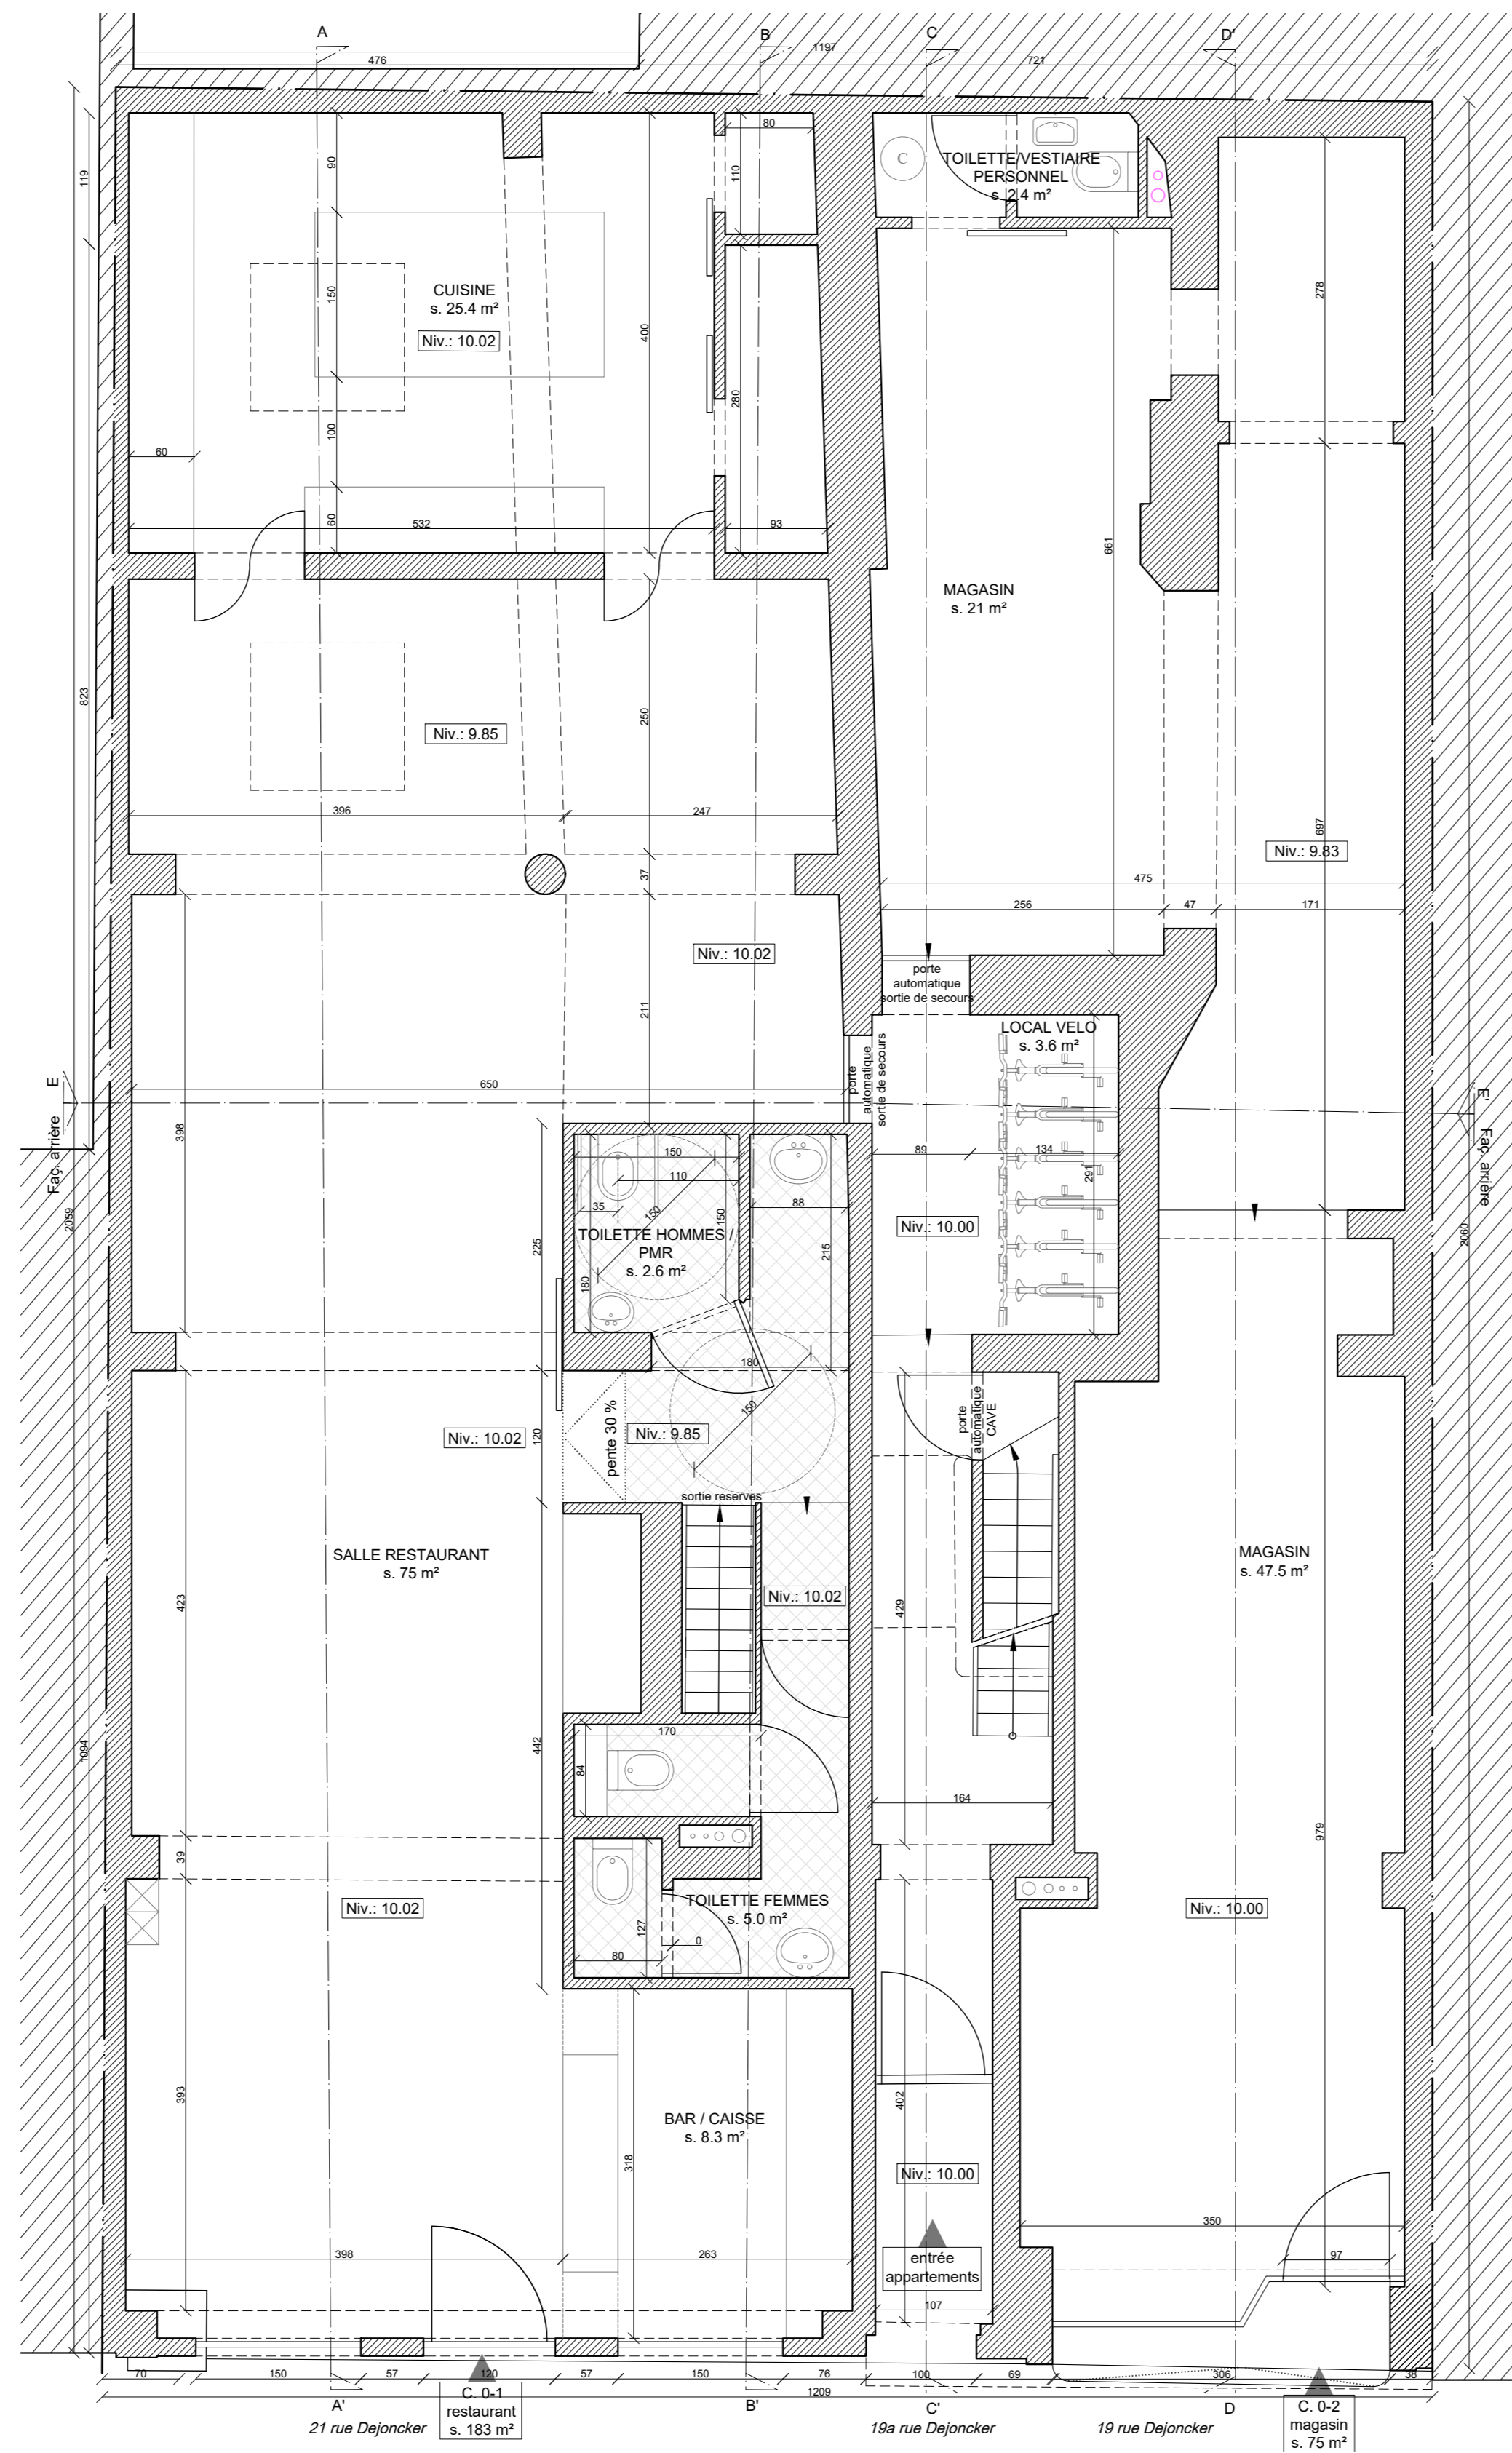 A
B
C
D'
1197
476
721
119
90
80
110
C
TOILETTE/VESTIAIRE
PERSONNEL
s. 2.4 m²
CUISINE
s. 25.4 m²
Niv.: 10.02
150
400
278
280
100
60
60
532
93
661
MAGASIN
s. 21 m²
823
250
Niv.: 9.85
396
247
697
Niv.: 9.83
37
475
256
47
171
Niv.: 10.02
porte
automatique
sortie de secours
211
LOCAL VELO
s. 3.6 m²
porte
automatique
sortie de secours
E
Faç. arrière
650
E'
Faç. arrière
398
89
134
291
150
110
35
150
150
88
2059
2060
225
TOILETTE HOMMES /
PMR
s. 2.6 m²
180
215
Niv.: 10.00
180
150
pente 30 %
Niv.: 9.85
Niv.: 10.02
120
porte
automatique
CAVE
sortie reserves
SALLE RESTAURANT
s. 75 m²
MAGASIN
s. 47.5 m²
Niv.: 10.02
423
429
442
170
84
1094
164
979
39
Niv.: 10.02
TOILETTE FEMMES
s. 5.0 m²
127
0
80
Niv.: 10.00
393
402
BAR / CAISSE
s. 8.3 m²
318
Niv.: 10.00
350
97
398
263
entrée
appartements
107
70
150
57
120
57
150
76
100
69
306
38
1209
A'
C. 0-1
restaurant
s. 183 m²
B'
C'
D
C. 0-2
magasin
s. 75 m²
21 rue Dejoncker
19a rue Dejoncker
19 rue Dejoncker